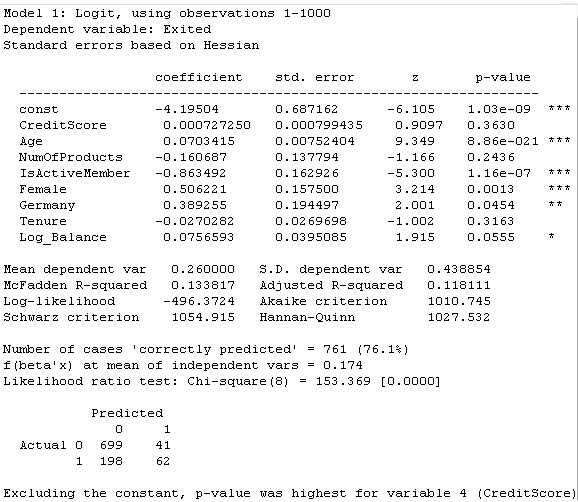 Model 1: Logit, using observations 1-1000
Dependent variable: Exited
Standard errors based on Hessian
coefficient std. error z p-value
-------------------------------------------------------------------
const -4.19504 0.687162 -6.105 1.03e-09 ***
CreditScore 0.000727250 0.000799435 0.9097 0.3630
Age 0.0703415 0.00752404 9.349 8.86e-021 ***
NumOfProducts -0.160687 0.137794 -1.166 0.2436
IsActiveMember -0.863492 0.162926 -5.300 1.16e-07 ***
Female 0.506221 0.157500 3.214 0.0013 ***
Germany 0.389255 0.194497 2.001 0.0454 **
Tenure -0.0270282 0.0269698 -1.002 0.3163
Log_Balance 0.0756593 0.0395085 1.915 0.0555 *
Mean dependent var 0.260000 S.D. dependent var 0.438854
McFadden R-squared 0.133817 Adjusted R-squared 0.118111
Log-likelihood -496.3724 Akaike criterion 1010.745
Schwarz criterion 1054.915 Hannan-Quinn 1027.532
Number of cases 'correctly predicted' = 761 (76.1%)
f(beta'x) at mean of independent vars = 0.174
Likelihood ratio test: Chi-square(8) = 153.369 [0.0000]
Predicted
0 1
Actual 0 699 41
1 198 62
Excluding the constant, p-value was highest for variable 4 (CreditScore)